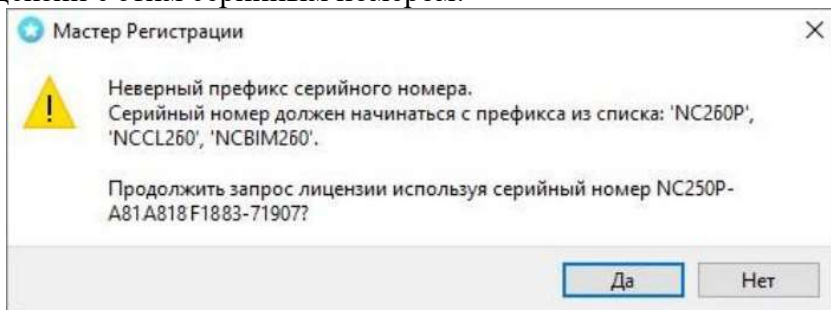 Мастер Регистрации
Неверный префикс серийного номера.
Серийный номер должен начинаться с префикса из списка: 'NC260P',
'NCCL260', 'NCBIM260'.
Продолжить запрос лицензии используя серийный номер NC250P-
A81A818F1883-71907?
Да Нет